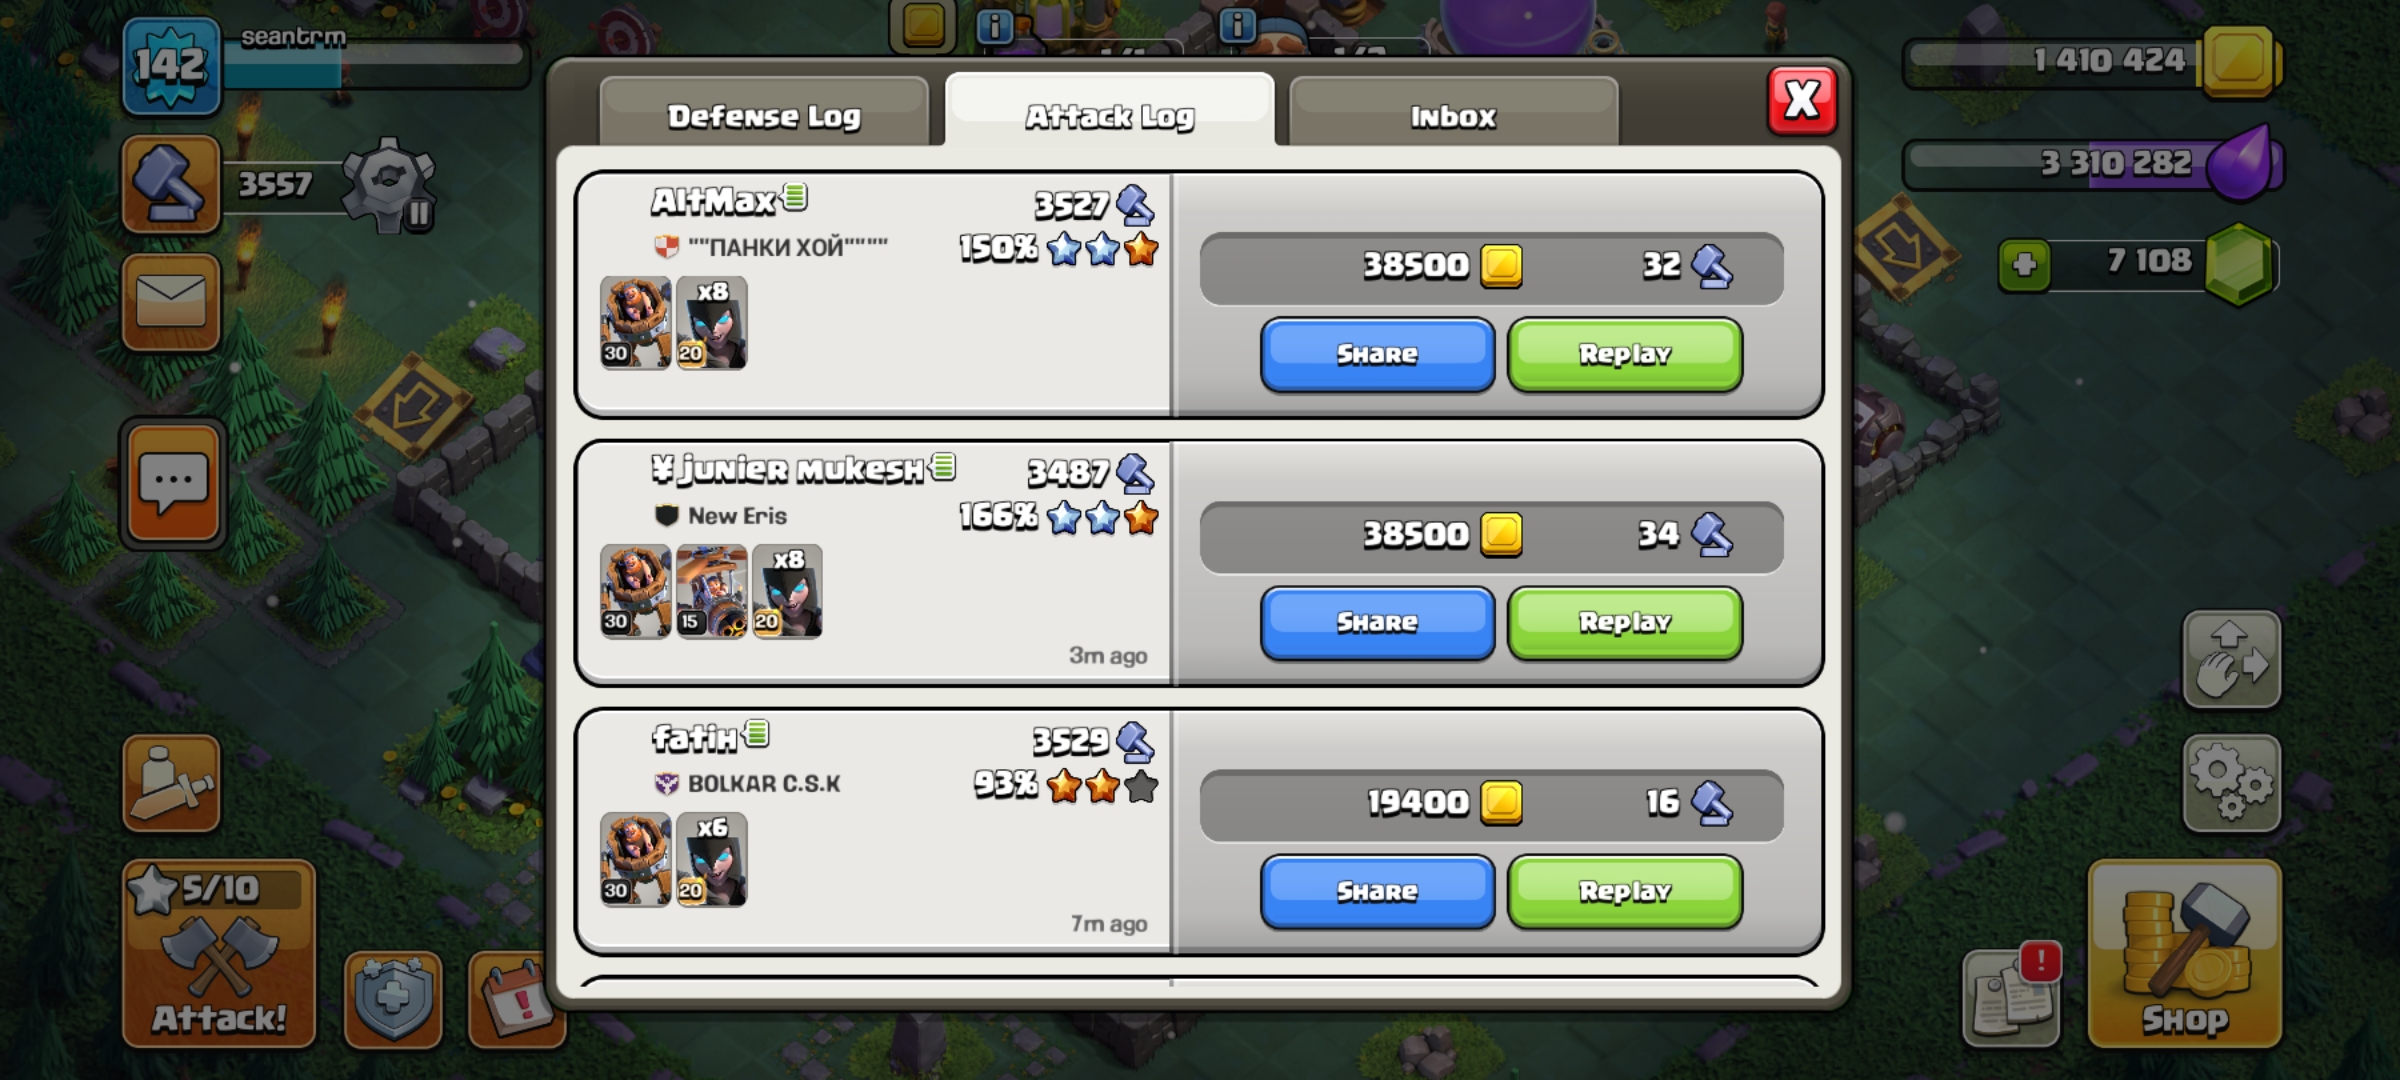 142
seantrm
3557
1 410 424
3 310 282
7 108
Defense Log
Attack Log
Inbox
X
AltMax
3527
""ПАНКИ ХОЙ""""
150%
x8
30
20
38500
32
Share
Replay
¥ junier mukesh
3487
New Eris
166%
x8
30
15
20
3m ago
38500
34
Share
Replay
fatih
3529
BOLKAR C.S.K
93%
x6
30
20
7m ago
19400
16
Share
Replay
5/10
Attack!
Shop